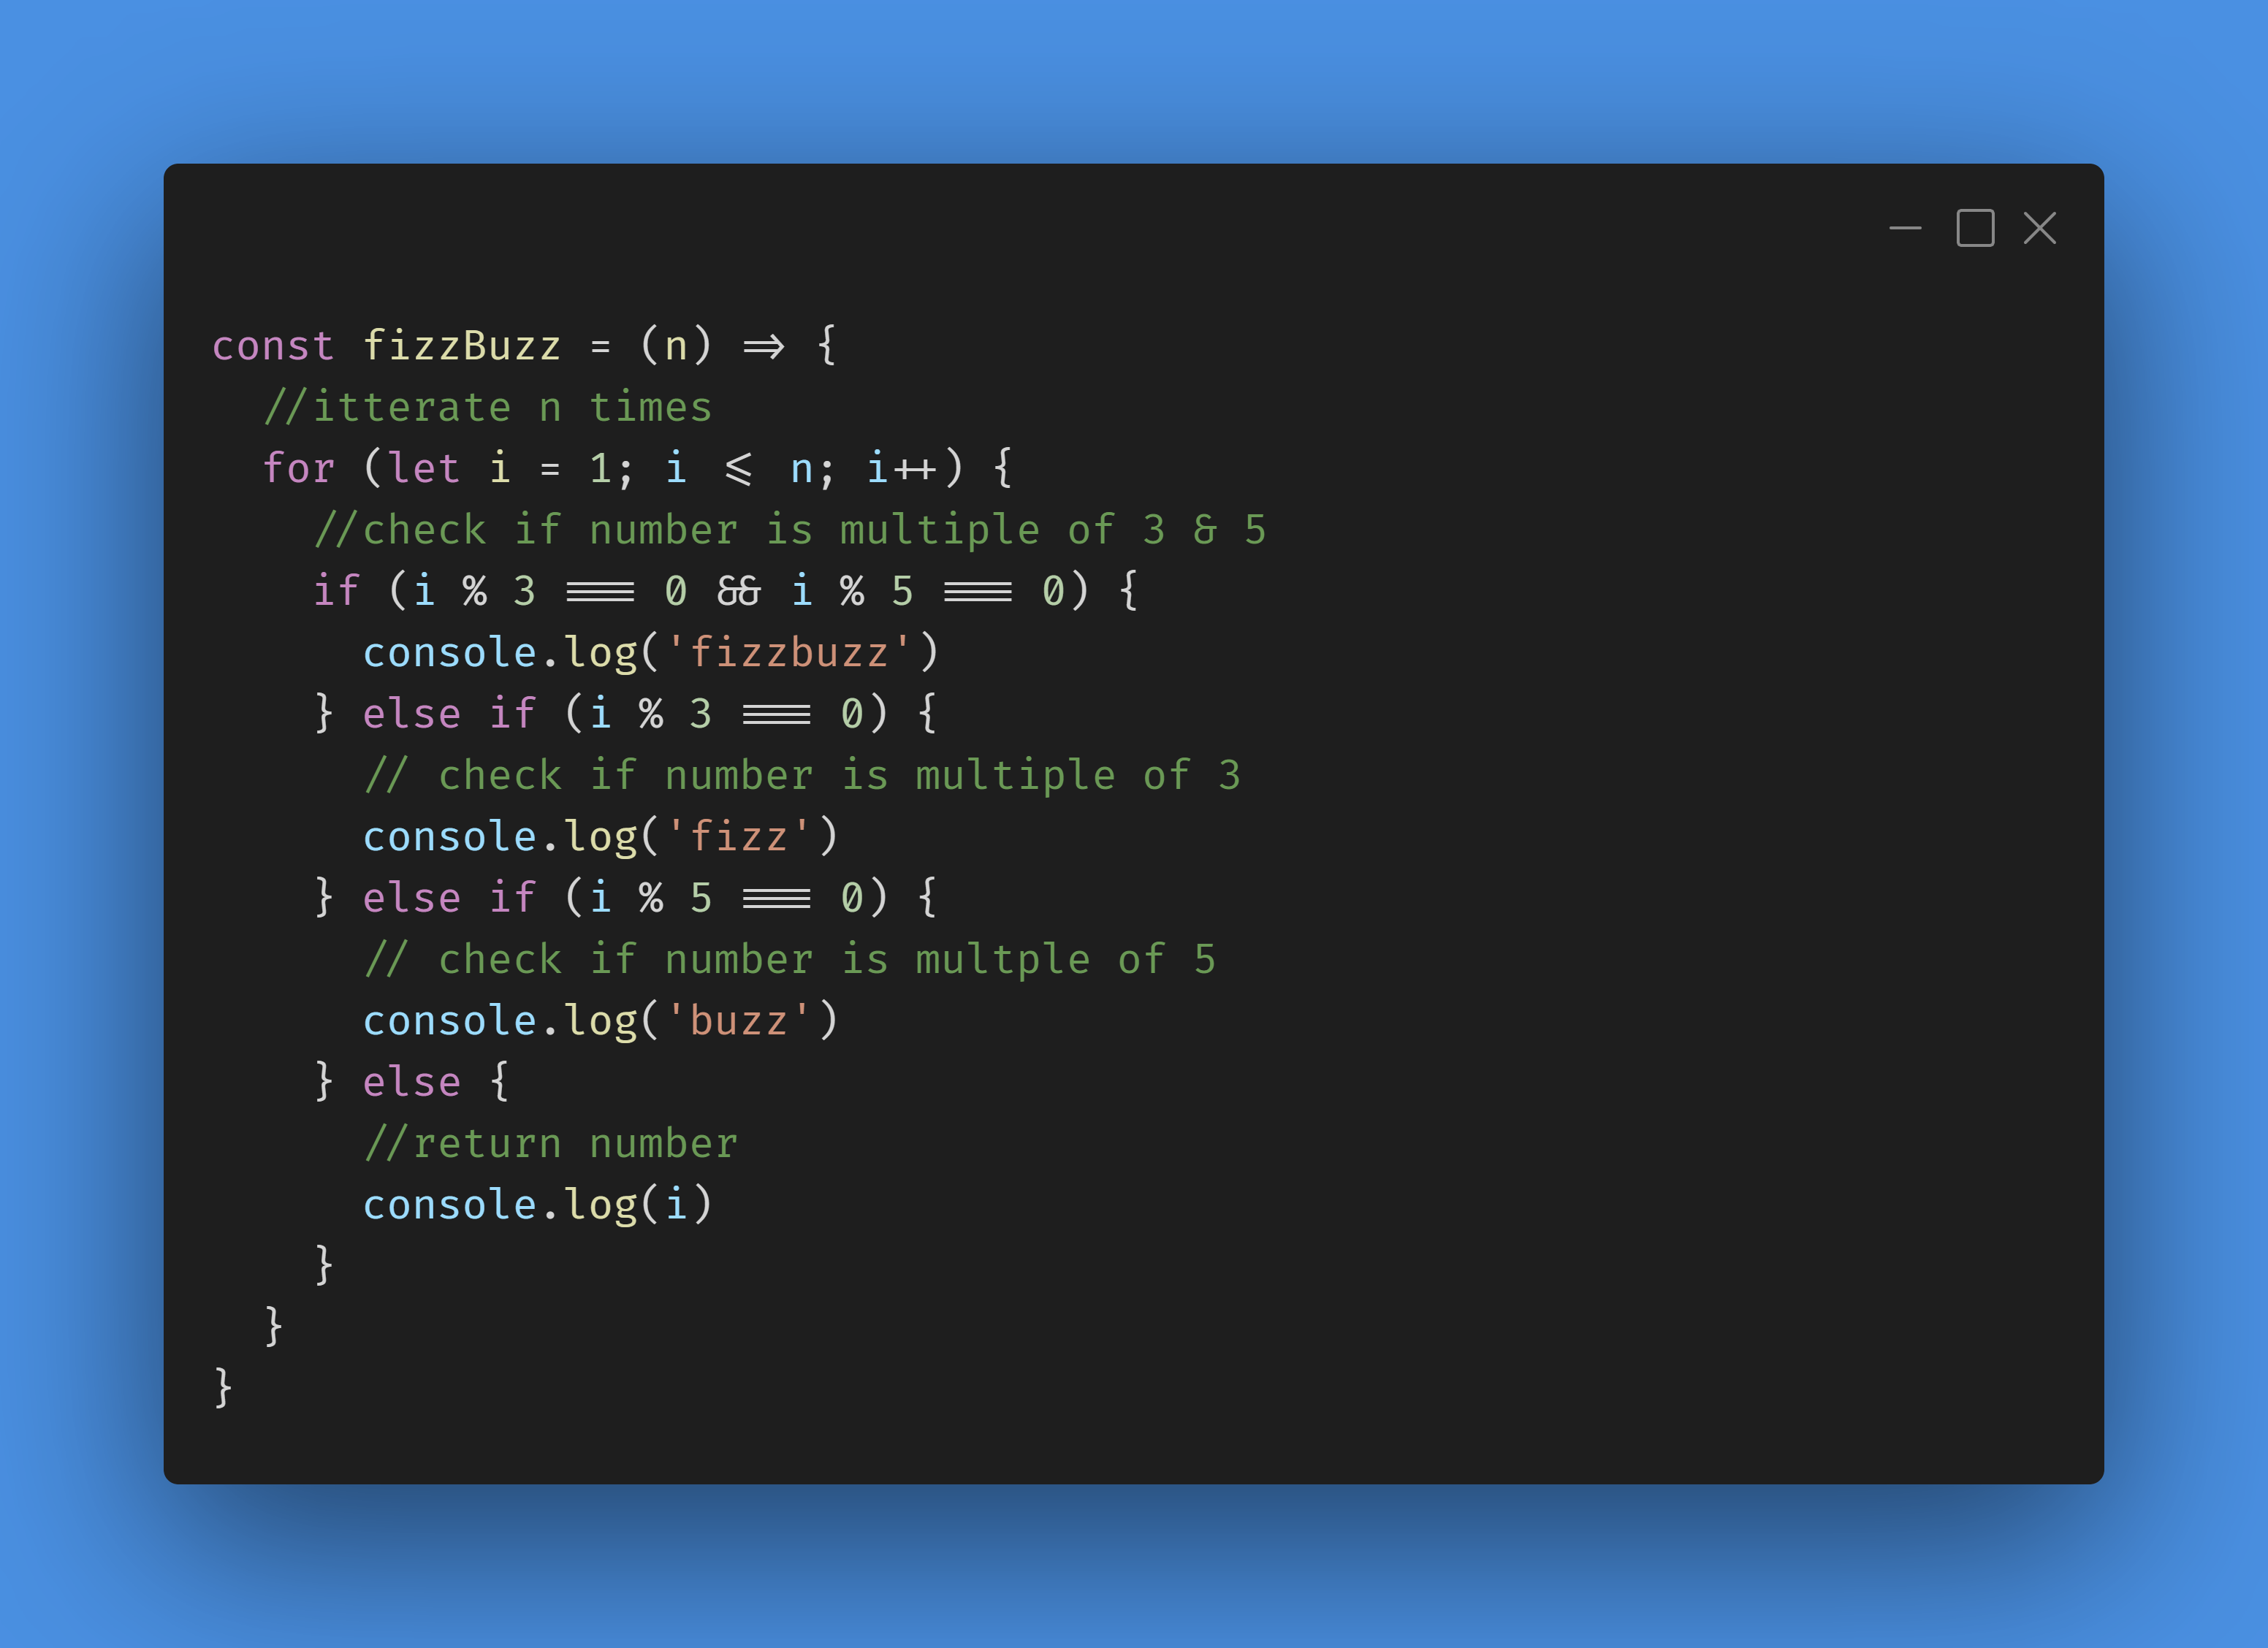 const fizzBuzz = (n) => {
  //itterate n times
  for (let i = 1; i <= n; i++) {
    //check if number is multiple of 3 & 5
    if (i % 3 === 0 && i % 5 === 0) {
      console.log('fizzbuzz')
    } else if (i % 3 === 0) {
      // check if number is multiple of 3
      console.log('fizz')
    } else if (i % 5 === 0) {
      // check if number is multple of 5
      console.log('buzz')
    } else {
      //return number
      console.log(i)
    }
  }
}